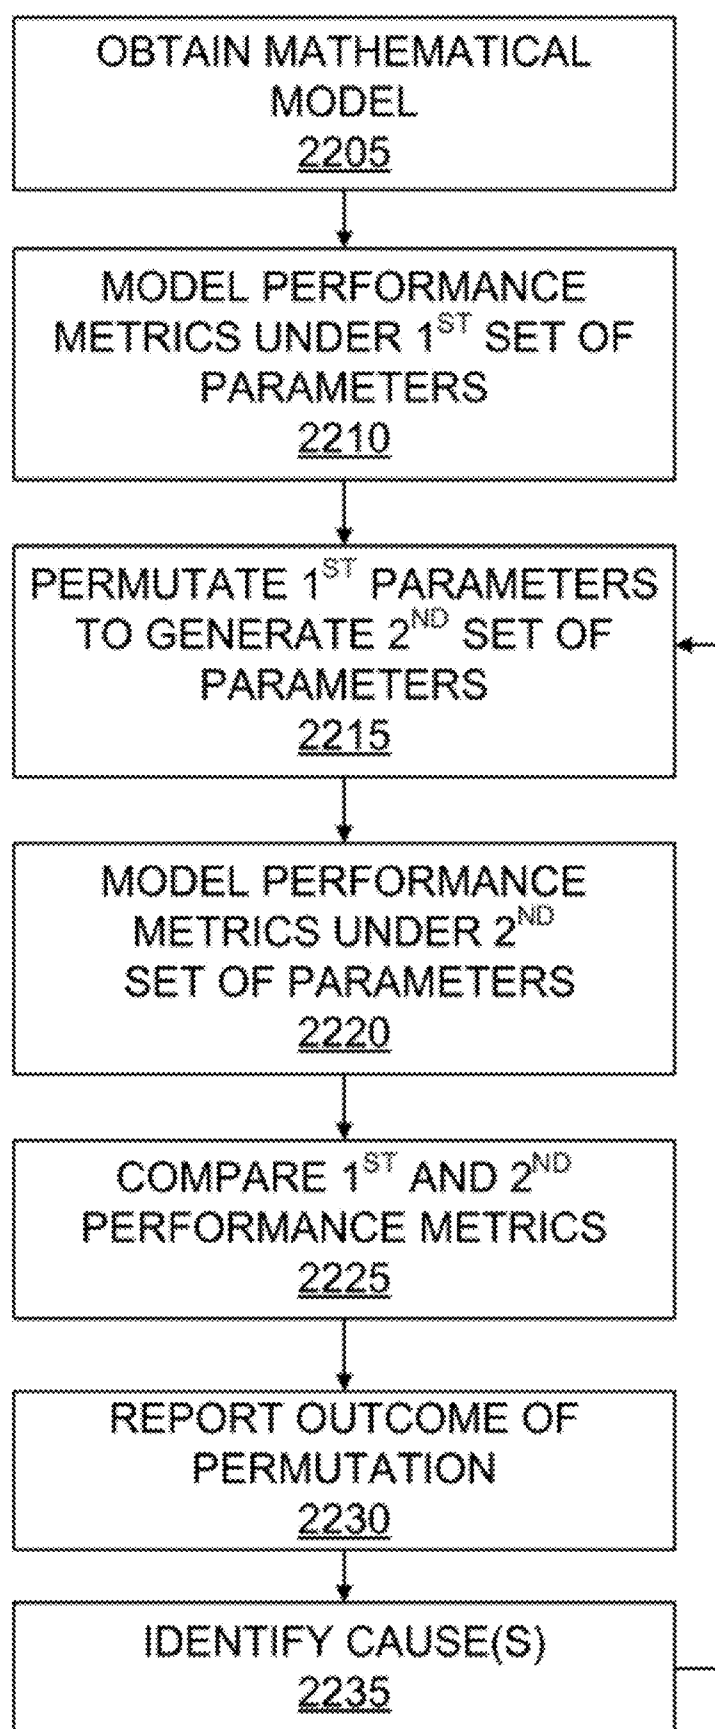 OBTAIN MATHEMATICAL
MODEL
2205
MODEL PERFORMANCE
METRICS UNDER 1ST SET OF
PARAMETERS
2210
PERMUTATE 1ST PARAMETERS
TO GENERATE 2ND SET OF
PARAMETERS
2215
MODEL PERFORMANCE
METRICS UNDER 2ND
SET OF PARAMETERS
2220
COMPARE 1ST AND 2ND
PERFORMANCE METRICS
2225
REPORT OUTCOME OF
PERMUTATION
2230
IDENTIFY CAUSE(S)
2235